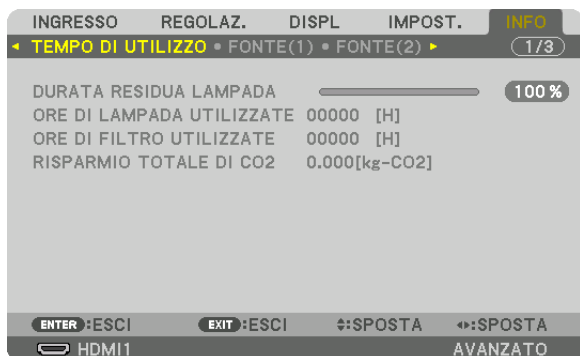 INGRESSO REGOLAZ. DISPL IMPOST. INFO
TEMPO DI UTILIZZO • FONTE(1) • FONTE(2) 1/3
DURATA RESIDUA LAMPADA 100 %
ORE DI LAMPADA UTILIZZATE 00000 [H]
ORE DI FILTRO UTILIZZATE 00000 [H]
RISPARMIO TOTALE DI CO2 0.000[kg-CO2]
ENTER :ESCI EXIT :ESCI :SPOSTA :SPOSTA
HDMI1 AVANZATO